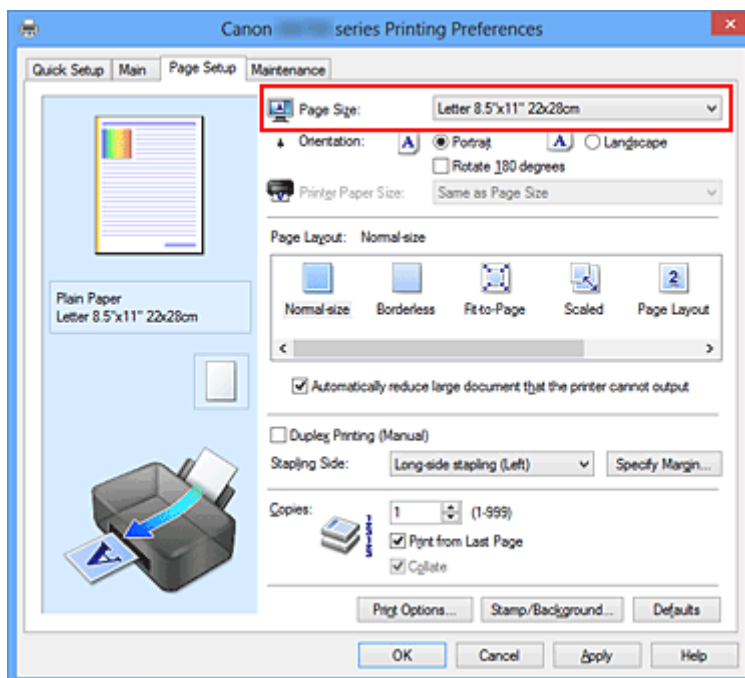 Canon series Printing Preferences
Quick Setup Main Page Setup Maintenance
Page Size: Letter 8.5"x11" 22x28cm
Orientation: A Portrait A Landscape
Rotate 180 degrees
Printer Paper Size: Same as Page Size
Page Layout: Normal-size
2
Normal-size Borderless Fit-to-Page Scaled Page Layout
Plain Paper
Letter 8.5"x11" 22x28cm
Automatically reduce large document that the printer cannot output
Duplex Printing (Manual)
Stapling Side: Long-side stapling (Left) Specify Margin...
Copies: 1 (1-999)
Print from Last Page
Collate
A
Print Options... Stamp/Background... Defaults
OK Cancel Apply Help